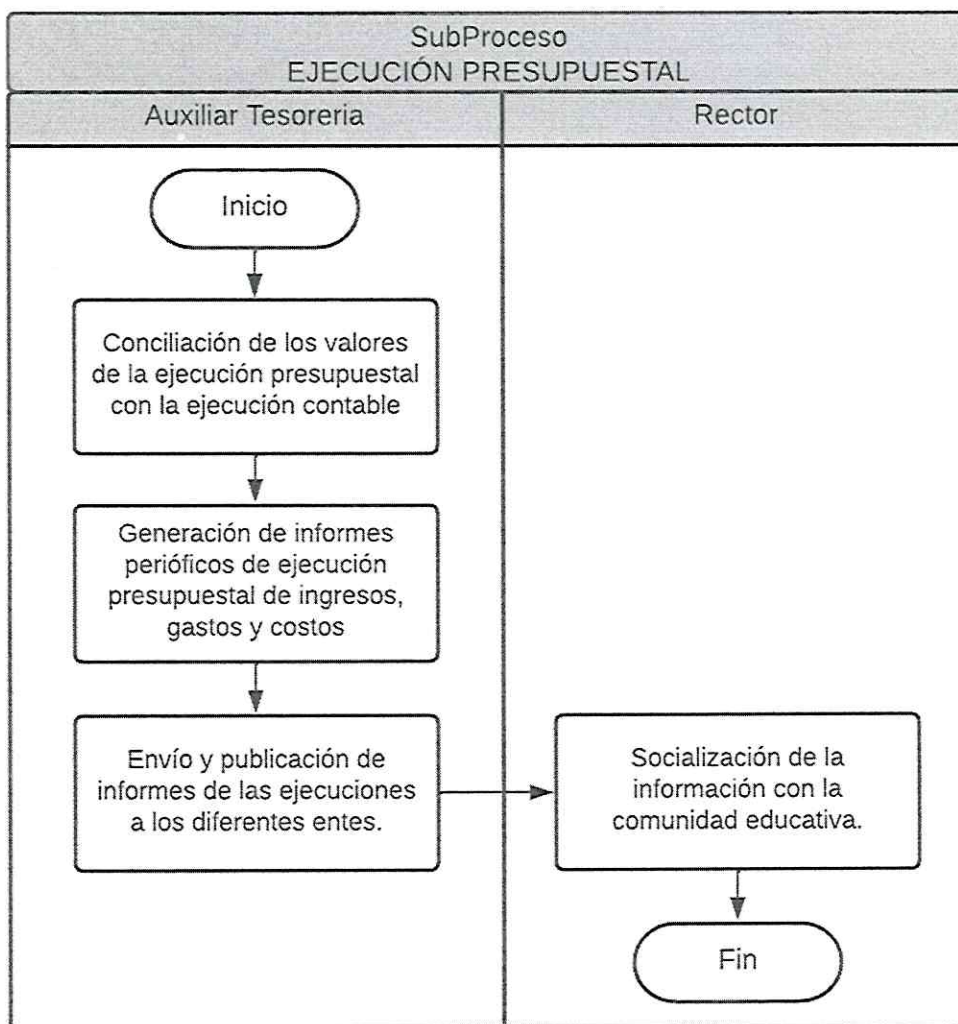 SubProceso
EJECUCIÓN PRESUPUESTAL
Auxiliar Tesoreria
Rector
Inicio
Conciliación de los valores
de la ejecución presupuestal
con la ejecución contable
Generación de informes
perióficos de ejecución
presupuestal de ingresos,
gastos y costos
Envío y publicación de
informes de las ejecuciones
a los diferentes entes.
Socialización de la
información con la
comunidad educativa.
Fin